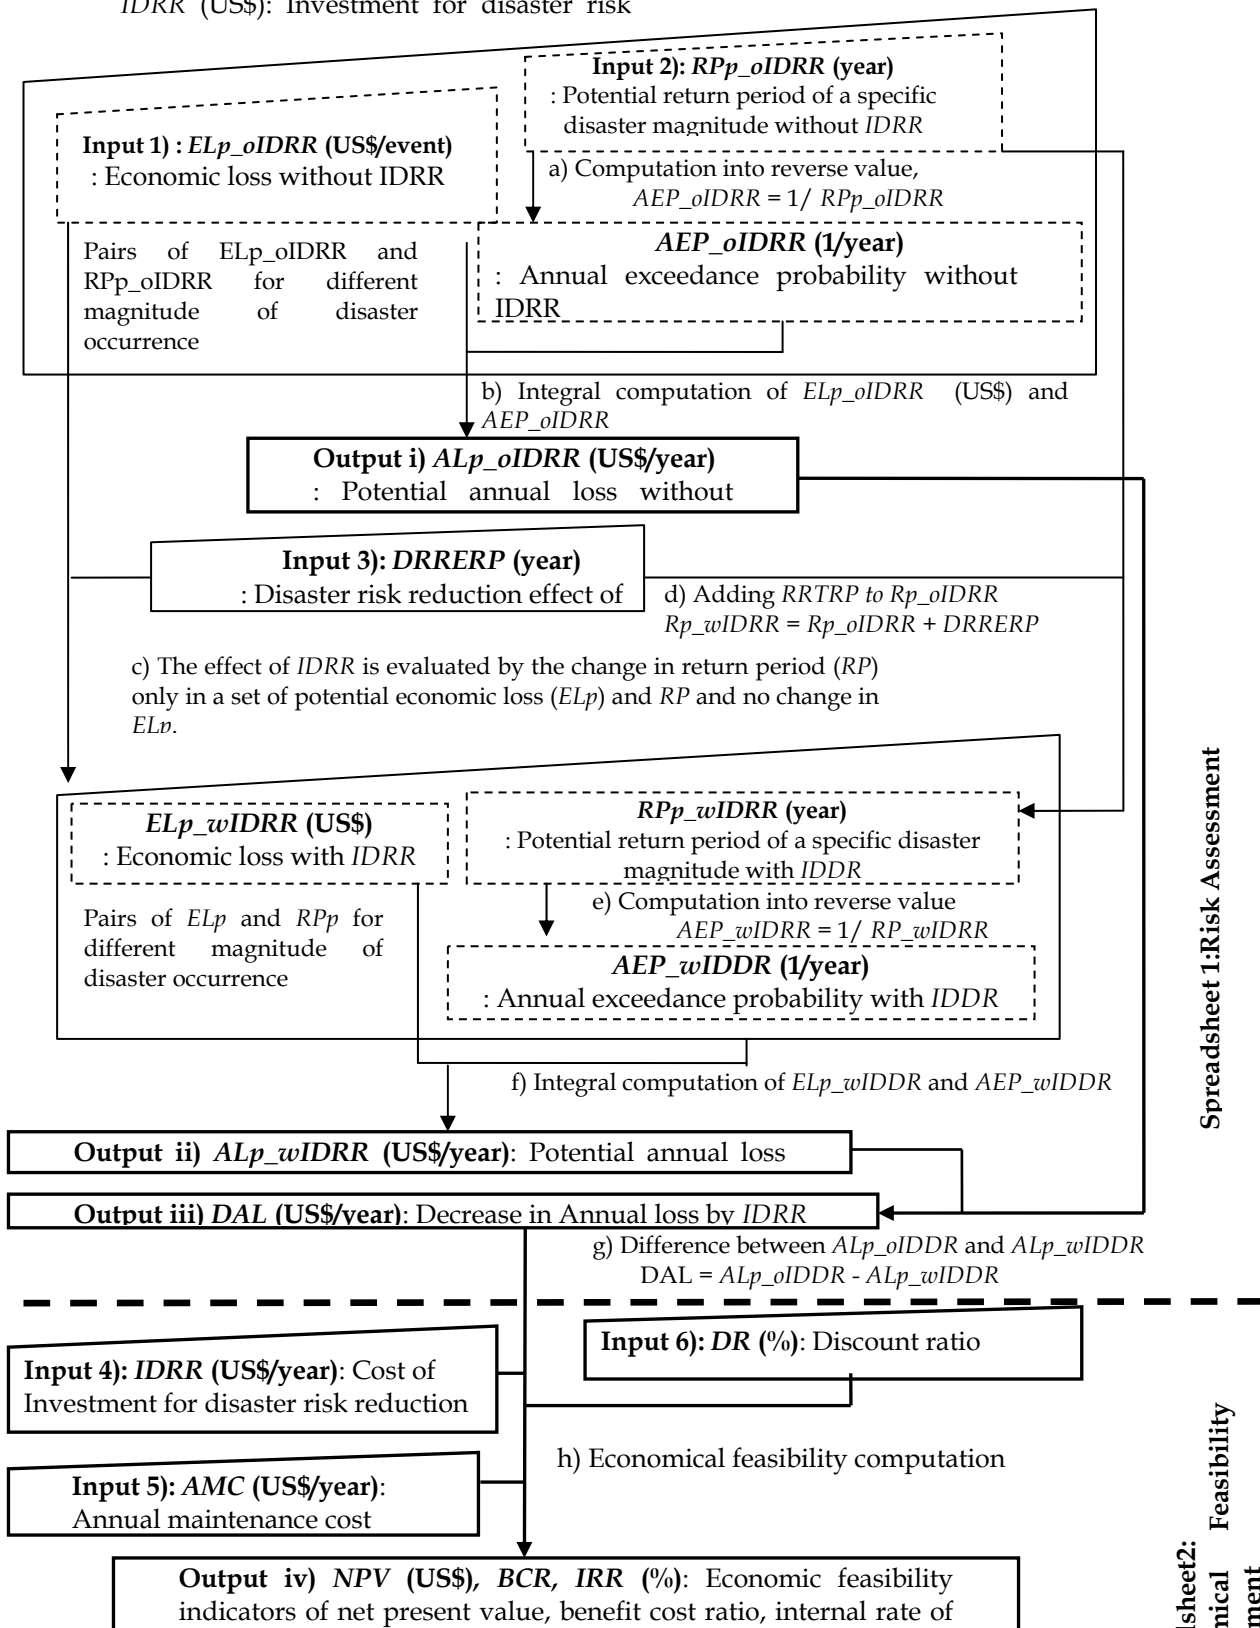 IDRR (US$): Investment for disaster risk
Input 2): RPp_oIDRR (year)
: Potential return period of a specific
disaster magnitude without IDRR
Input 1) : ELp_oIDRR (US$/event)
: Economic loss without IDRR
a) Computation into reverse value,
AEP_oIDRR = 1/ RPp_oIDRR
Pairs of ELp_oIDRR and
RPp_oIDRR for different
magnitude of disaster
occurrence
AEP_oIDRR (1/year)
: Annual exceedance probability without
IDRR
b) Integral computation of ELp_oIDRR (US$) and
AEP_oIDRR
Output i) ALp_oIDRR (US$/year)
: Potential annual loss without
Input 3): DRRERP (year)
: Disaster risk reduction effect of
d) Adding RRTRP to Rp_oIDRR
Rp_wIDRR = Rp_oIDRR + DRRERP
c) The effect of IDRR is evaluated by the change in return period (RP)
only in a set of potential economic loss (ELp) and RP and no change in
ELp.
ELp_wIDRR (US$)
: Economic loss with IDRR
RPp_wIDRR (year)
: Potential return period of a specific disaster
magnitude with IDDR
Pairs of ELp and RPp for
different magnitude of
disaster occurrence
e) Computation into reverse value
AEP_wIDRR = 1/ RP_wIDRR
AEP_wIDDR (1/year)
: Annual exceedance probability with IDDR
f) Integral computation of ELp_wIDDR and AEP_wIDDR
Spreadsheet 1:Risk Assessment
Output ii) ALp_wIDRR (US$/year): Potential annual loss
Output iii) DAL (US$/year): Decrease in Annual loss by IDRR
g) Difference between ALp_oIDDR and ALp_wIDDR
DAL = ALp_oIDDR - ALp_wIDDR
Input 6): DR (%): Discount ratio
Input 4): IDRR (US$/year): Cost of
Investment for disaster risk reduction
h) Economical feasibility computation
Input 5): AMC (US$/year):
Annual maintenance cost
Output iv) NPV (US$), BCR, IRR (%): Economic feasibility
indicators of net present value, benefit cost ratio, internal rate of
dsheet2:
mical Feasibility
ment